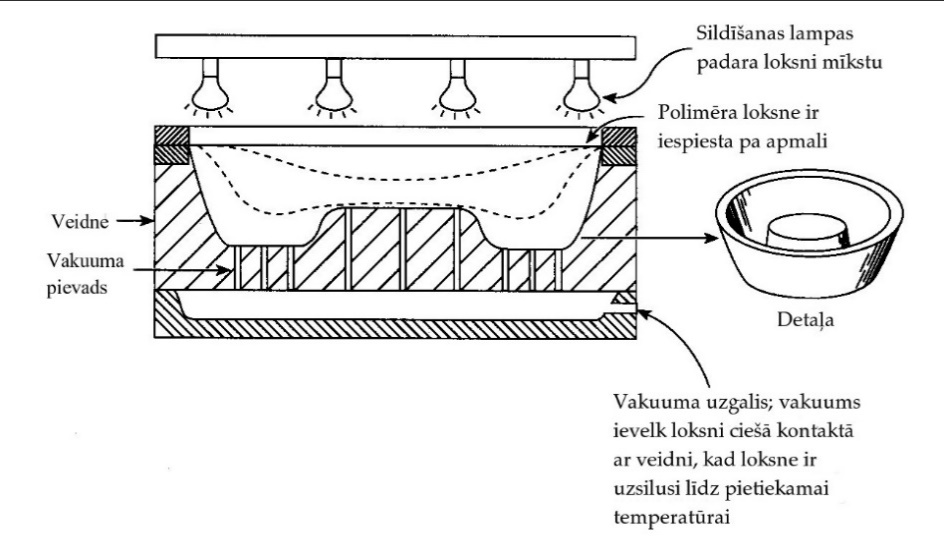 Sildīšanas lampas
padara loksni mīkstu
Polimēra loksne ir
iespiesta pa apmali
Veidne
Vakuuma
pievads
Detaļa
Vakuuma uzgalis; vakuums
ievelk loksni ciešā kontaktā
ar veidni, kad loksne ir
uzsilusi līdz pietiekamai
temperatūrai